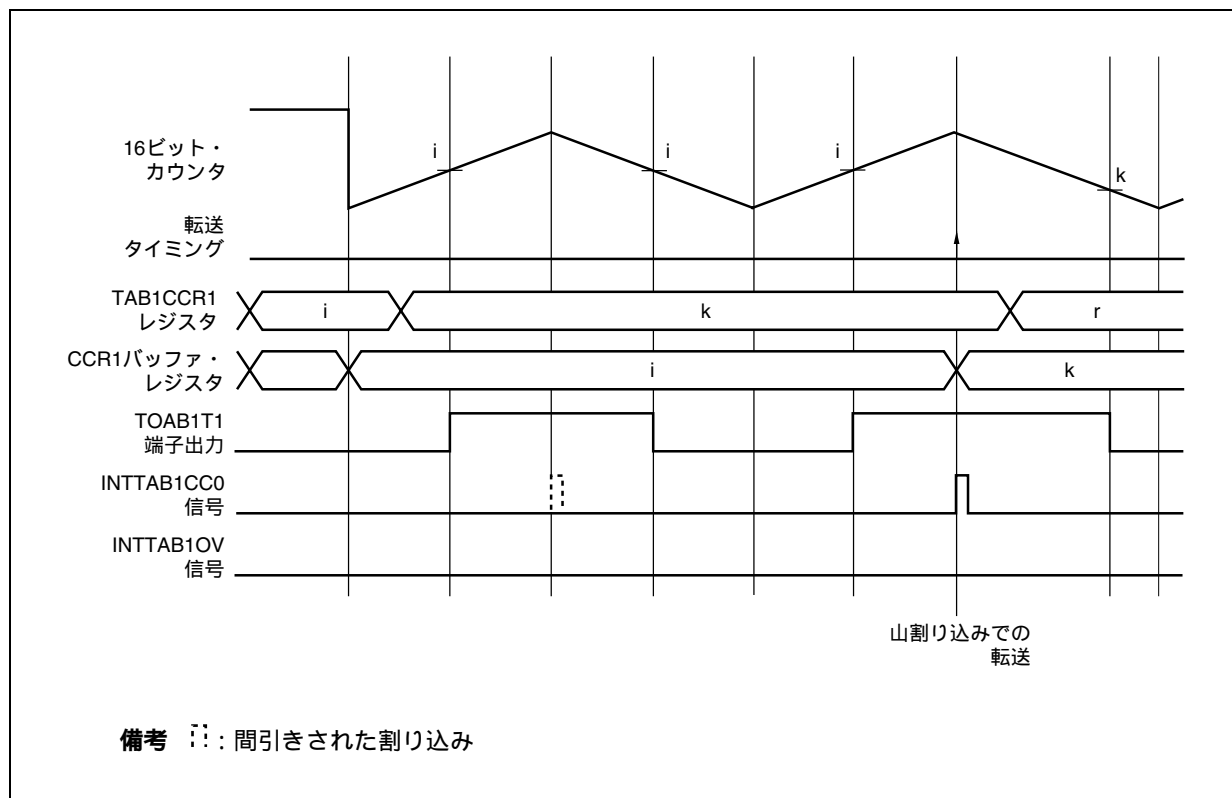 16ビット・
カウンタ
i
i
i
k
転送
タイミング
TAB1CCR1
レジスタ
i
k
r
CCR1バッファ・
レジスタ
i
k
TOAB1T1
端子出力
INTTAB1CC0
信号
INTTAB1OV
信号
山割り込みでの
転送
備考 : 間引きされた割り込み